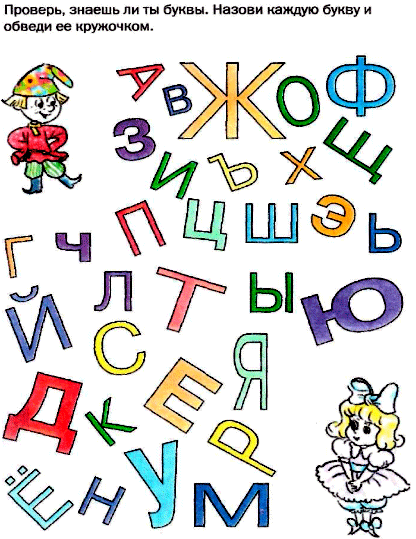 Проверь, знаешь ли ты буквы. Назови каждую букву и
обведи ее кружочком.
А В Ж О Ф
З И Ъ Х Щ
Г Ч П Ц Ш Э Ь
Й Л Т Ы Ю
С Я
Д К Е Р
Ё Н У М